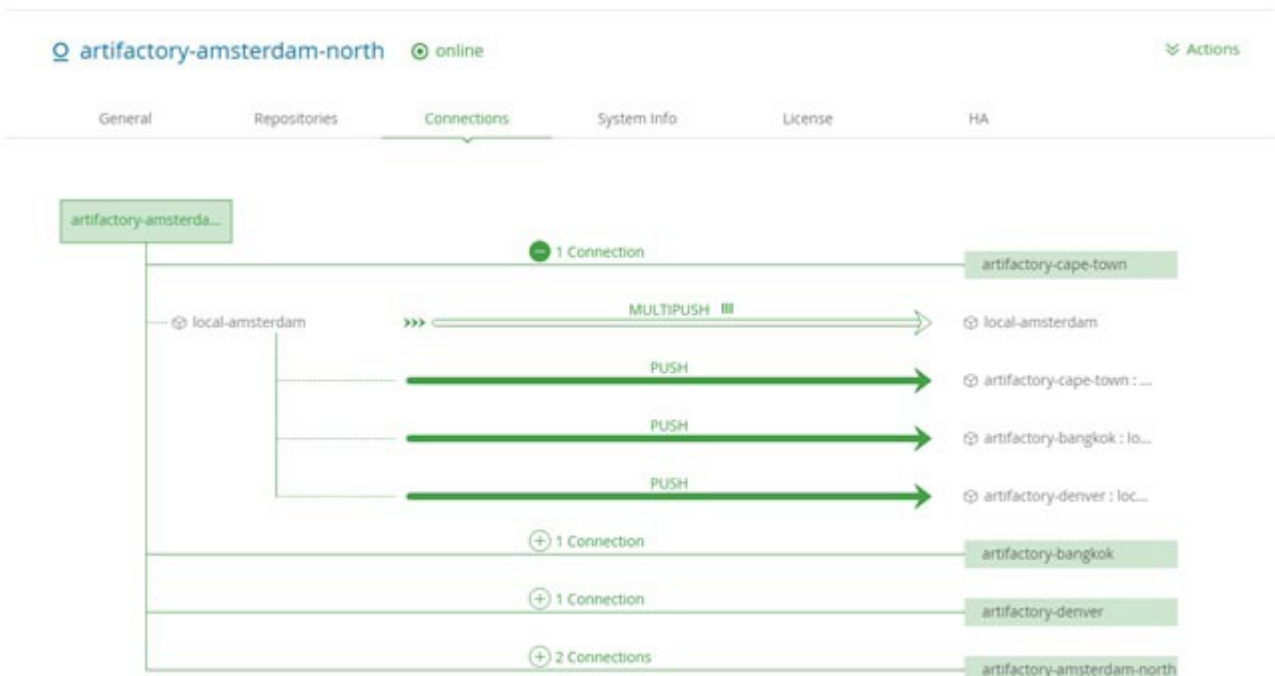 artifactory-amsterdam-north online Actions
General Repositories Connections System Info License HA
artifactory-amsterda...
1 Connection
artifactory-cape-town
MULTIPUSH
local-amsterdam local-amsterdam
PUSH
artifactory-cape-town : ...
PUSH
artifactory-bangkok : lo...
PUSH
artifactory-denver : loc...
1 Connection
artifactory-bangkok
1 Connection
artifactory-denver
2 Connections
artifactory-amsterdam-north